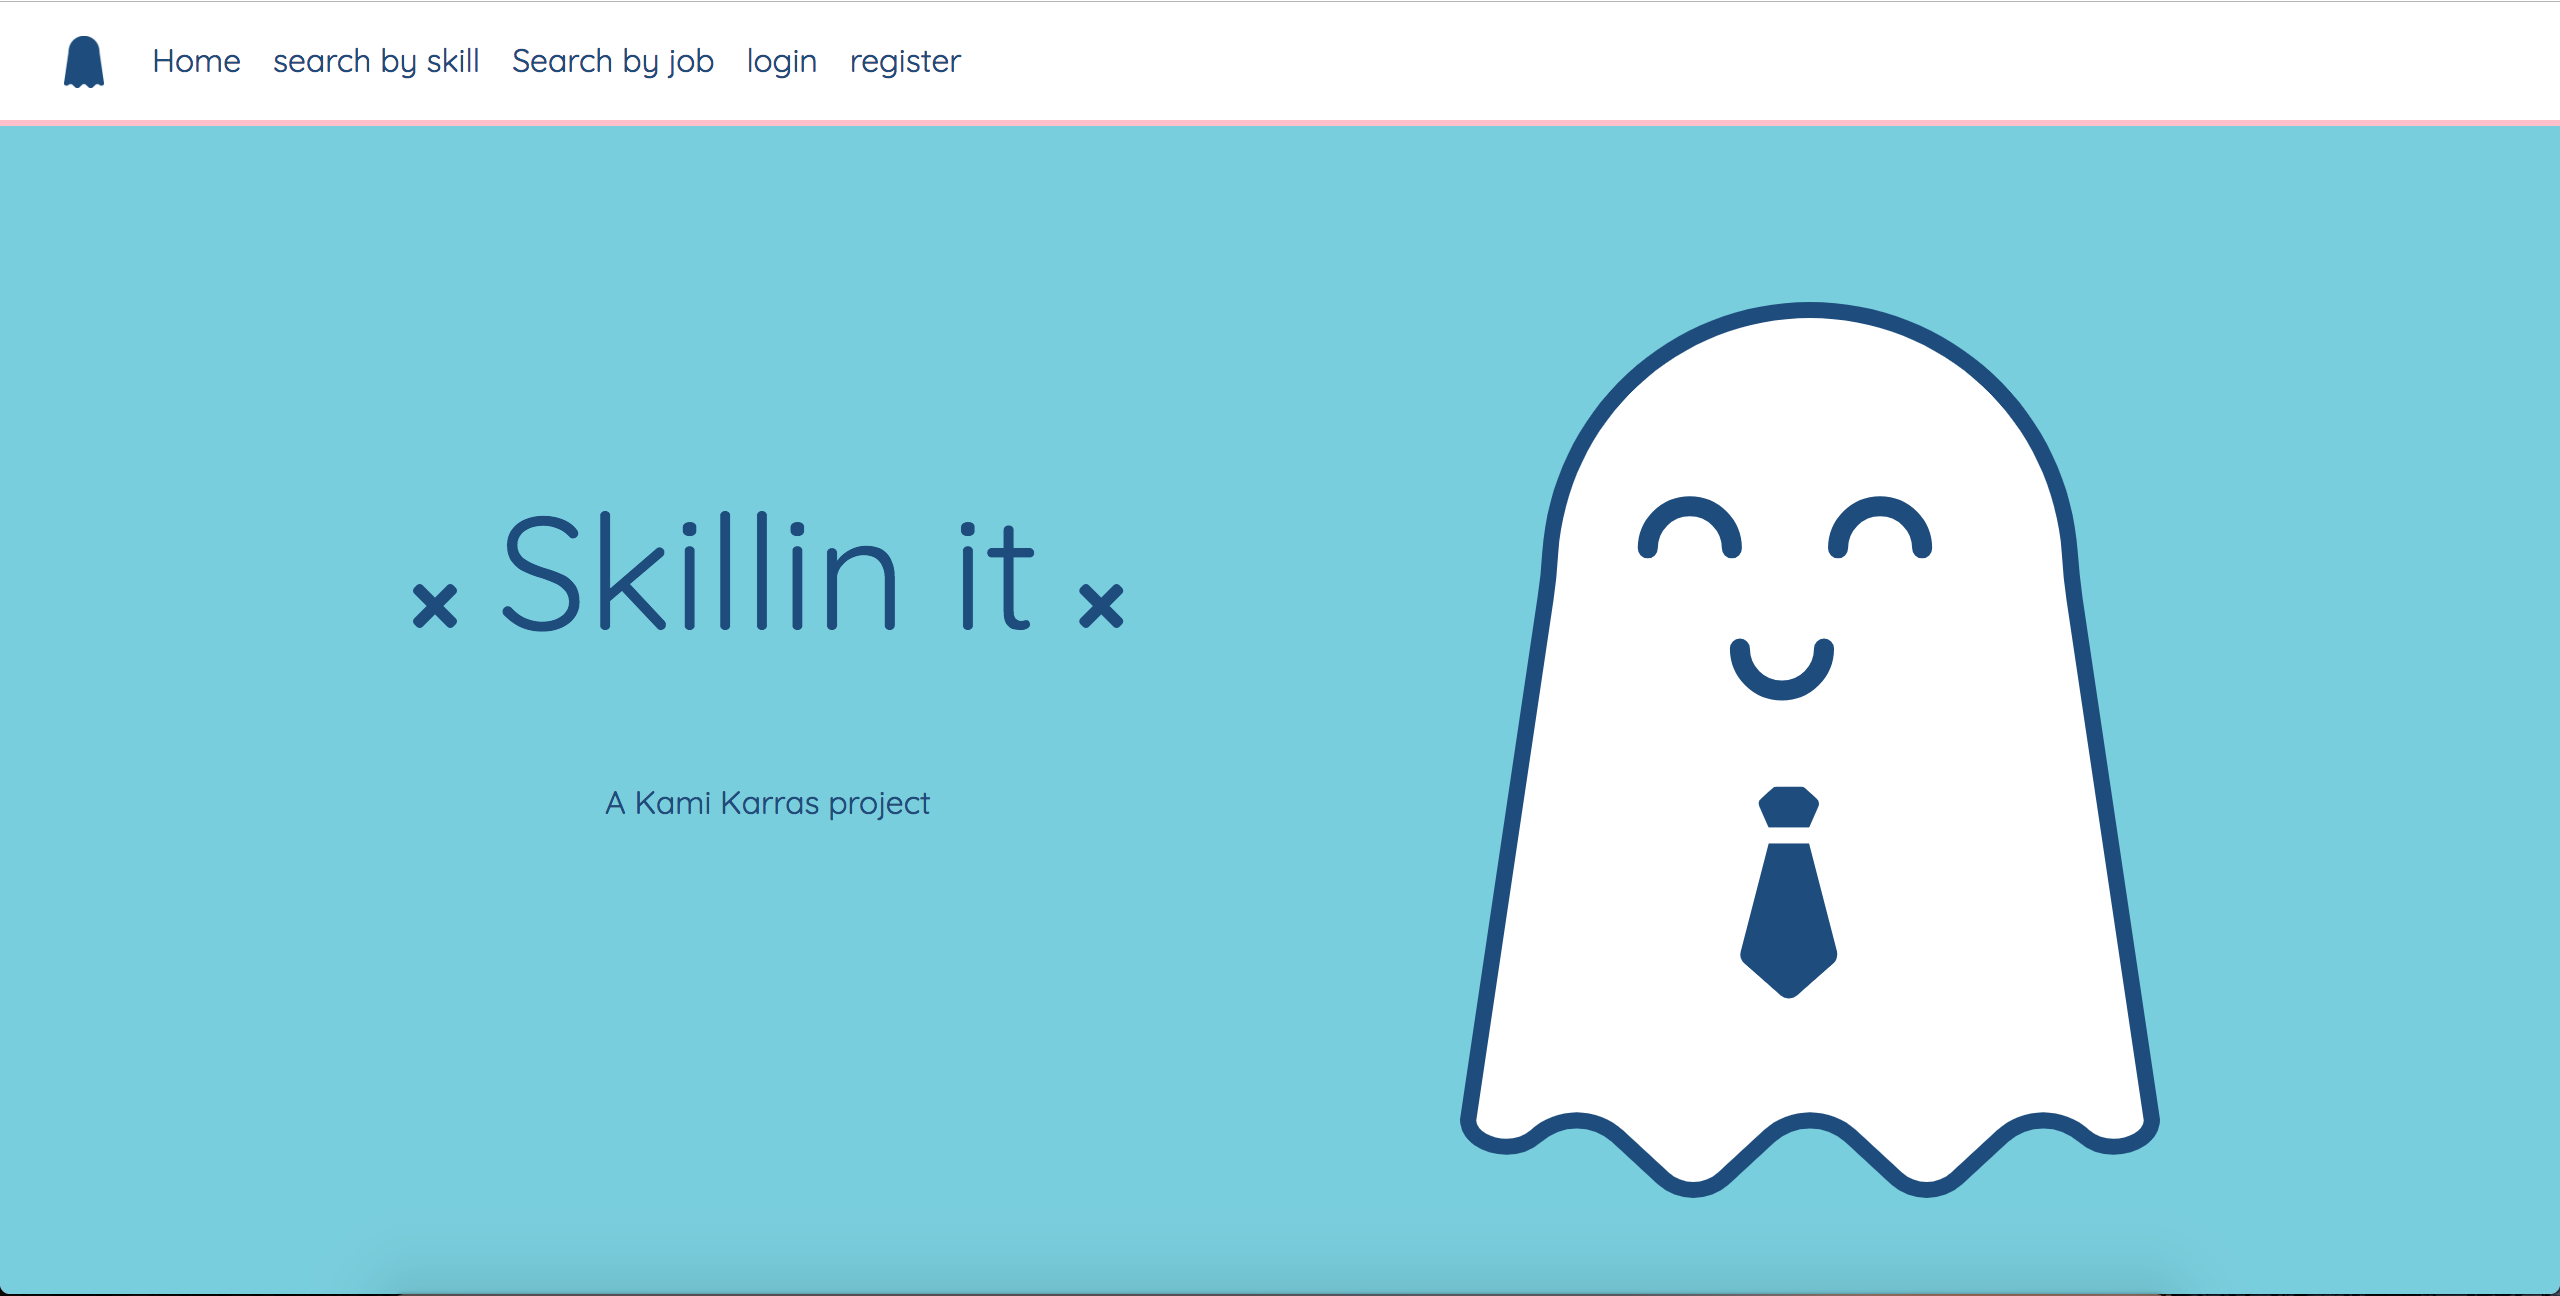 Home search by skill Search by job login register
× Skillin it ×
A Kami Karras project